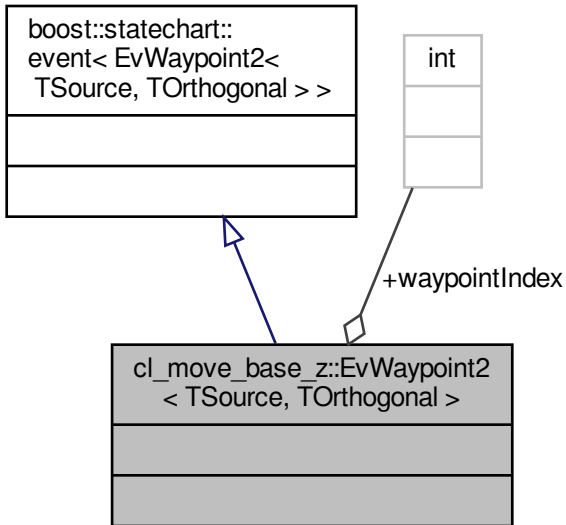 boost::statechart::
event< EvWaypoint2<
 TSource, TOrthogonal > >
int
+waypointIndex
cl_move_base_z::EvWaypoint2
< TSource, TOrthogonal >